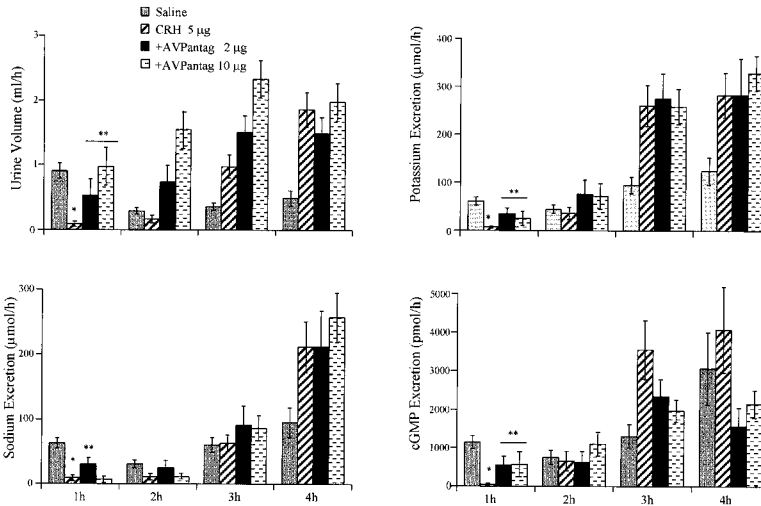 Saline
CRH 5 µg
+AVPantag 2 µg
+AVPantag 10 µg
Urine Volume (ml/h)
3
2
1
0
*
**
Potassium Excretion (µmol/h)
400
300
200
100
0
*
**
Sodium Excretion (µmol/h)
300
200
100
0
*
**
1h 2h 3h 4h
cGMP Excretion (pmol/h)
5000
4000
3000
2000
1000
0
*
**
1h 2h 3h 4h